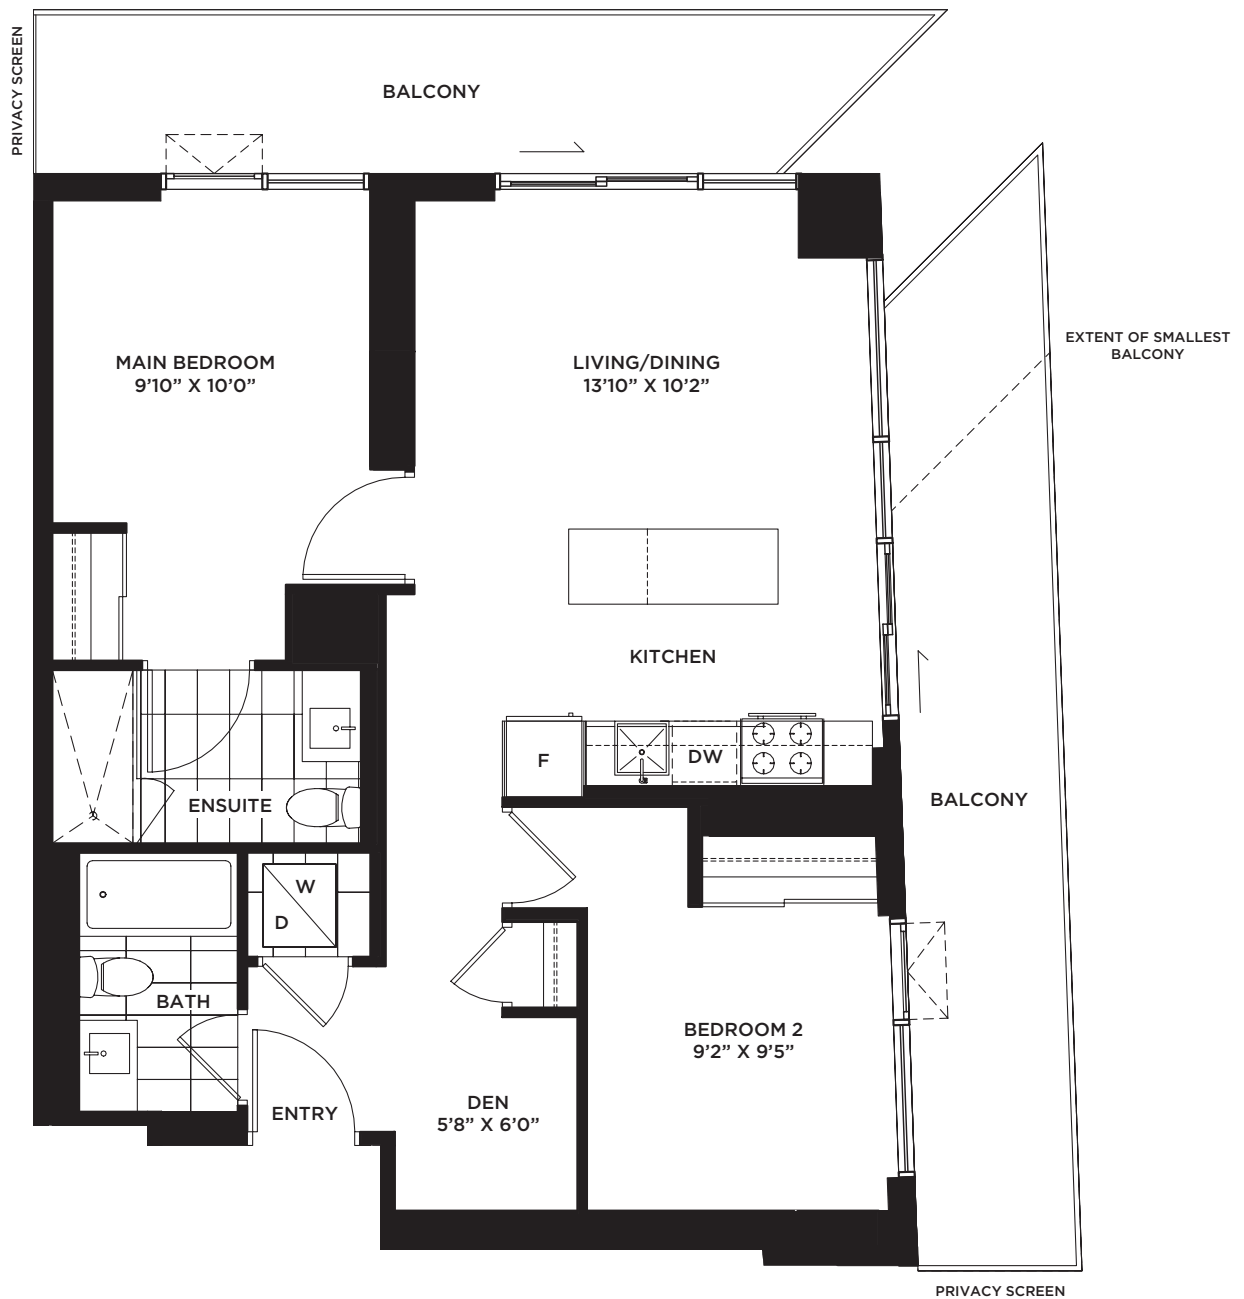 PRIVACY SCREEN
BALCONY
EXTENT OF SMALLEST
BALCONY
MAIN BEDROOM
9'10” X 10'0”
LIVING/DINING
13'10” X 10'2”
KITCHEN
F
DW
ENSUITE
BALCONY
W
D
BATH
BEDROOM 2
9'2” X 9'5”
DEN
5'8” X 6'0”
ENTRY
PRIVACY SCREEN